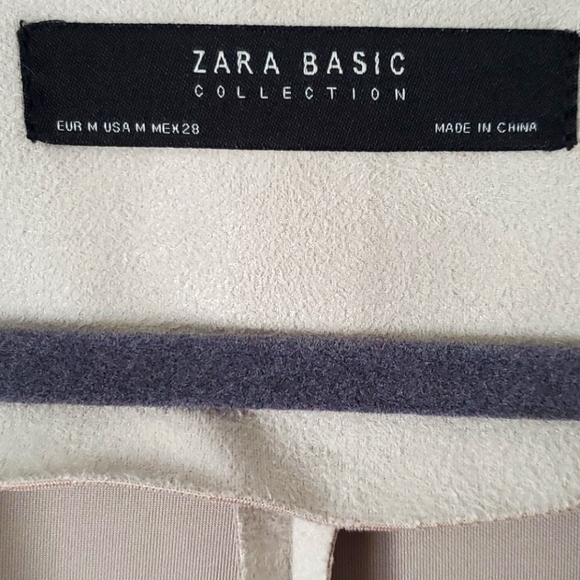 ZARA BASIC
COLLECTION
EUR M USA M MEX 28 MADE IN CHINA